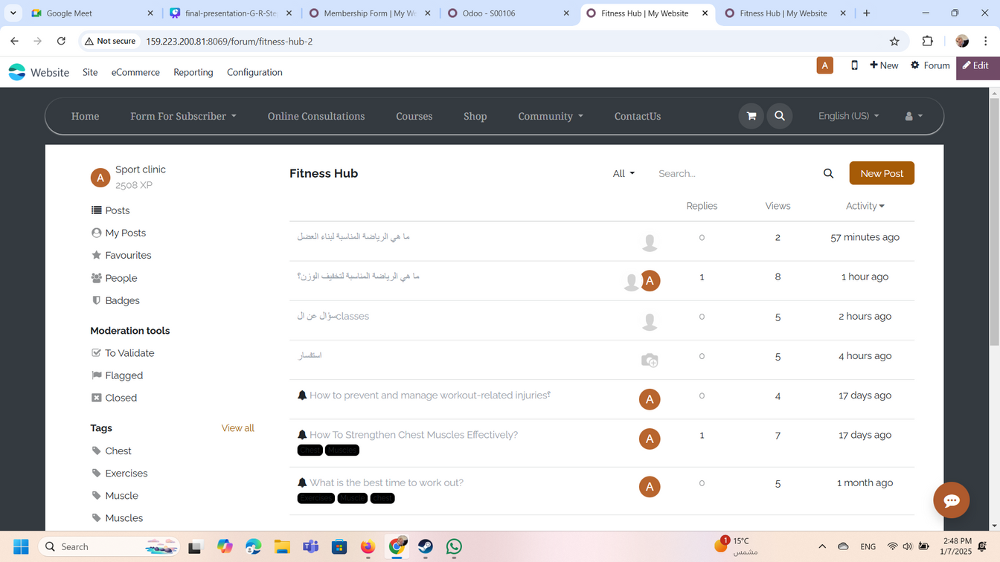 Google Meet
final-presentation-G-R-Ste
Membership Form | My We
Odoo - S00106
Fitness Hub | My Website
Fitness Hub | My Website
Not secure
159.223.200.81:8069/forum/fitness-hub-2
Website
Site
eCommerce
Reporting
Configuration
A
New
Forum
Edit
Home
Form For Subscriber
Online Consultations
Courses
Shop
Community
ContactUs
English (US)
A
Sport clinic
2508 XP
Posts
My Posts
Favourites
People
Badges
Moderation tools
To Validate
Flagged
Closed
Tags
View all
Chest
Exercises
Muscle
Muscles
Fitness Hub
All
Search...
New Post
Replies
Views
Activity
ما هي الرياضة المناسبة لبناء العضل
0
2
57 minutes ago
ما هي الرياضة المناسبة لتخفيف الوزن؟
A
1
8
1 hour ago
سؤال عن الclasses
0
5
2 hours ago
استفسار
0
5
4 hours ago
How to prevent and manage workout-related injuries؟
A
0
4
17 days ago
How To Strengthen Chest Muscles Effectively?
Chest Muscles
A
1
7
17 days ago
What is the best time to work out?
Exercises Muscle chest
A
0
5
1 month ago
Search
1
15°C
مشمس
ENG
2:48 PM
1/7/2025